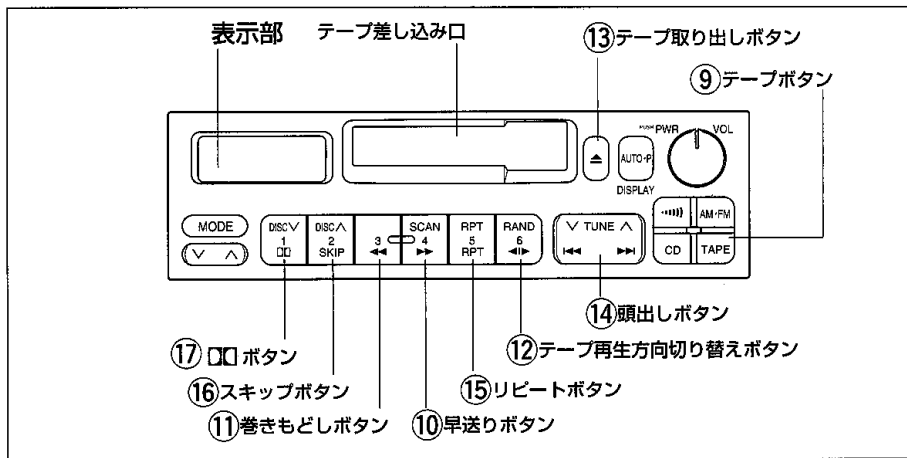 表示部
テープ差し込み口
⑬テープ取り出しボタン
⑨テープボタン
PUSH PWR VOL
AUTO·P
DISPLAY
MODE
DISC∨ 1
DISC∧ 2 SKIP
3 ◀◀
SCAN 4 ▶▶
RPT 5 RPT
RAND 6 ◀I▶
∨ TUNE ∧
I◀◀ ▶▶I
AM·FM
CD
TAPE
⑭頭出しボタン
⑰ ボタン
⑫テープ再生方向切り替えボタン
⑯スキップボタン
⑮リピートボタン
⑪巻きもどしボタン
⑩早送りボタン